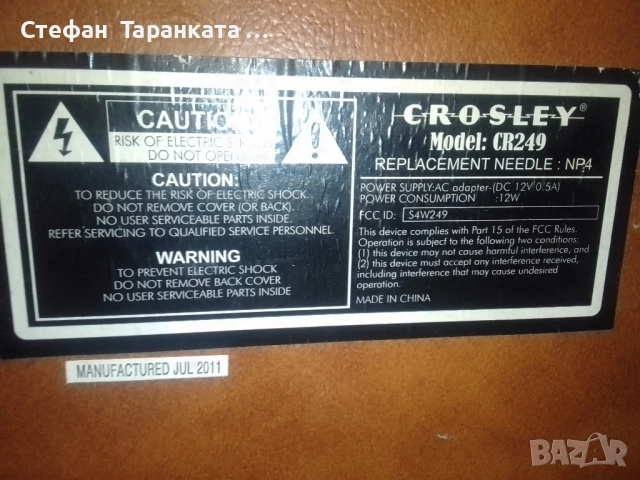 Стефан Таранката ...
CAUTION
RISK OF ELECTRIC SHOCK
DO NOT OPEN
CAUTION:
TO REDUCE THE RISK OF ELECTRIC SHOCK.
DO NOT REMOVE COVER (OR BACK).
NO USER SERVICEABLE PARTS INSIDE.
REFER SERVICING TO QUALIFIED SERVICE PERSONNEL.
WARNING
TO PREVENT ELECTRIC SHOCK
DO NOT REMOVE BACK COVER
NO USER SERVICEABLE PARTS INSIDE
CROSLEY®
Model: CR249
REPLACEMENT NEEDLE : NP4
POWER SUPPLY:AC adapter-(DC 12V 0.5A)
POWER CONSUMPTION :12W
FCC ID: S4W249
This device complies with Part 15 of the FCC Rules.
Operation is subject to the following two conditions:
(1) this device may not cause harmful interference, and
(2) this device must accept any interference received,
including interference that may cause undesired
operation.
MADE IN CHINA
MANUFACTURED JUL 2011
BAZAR